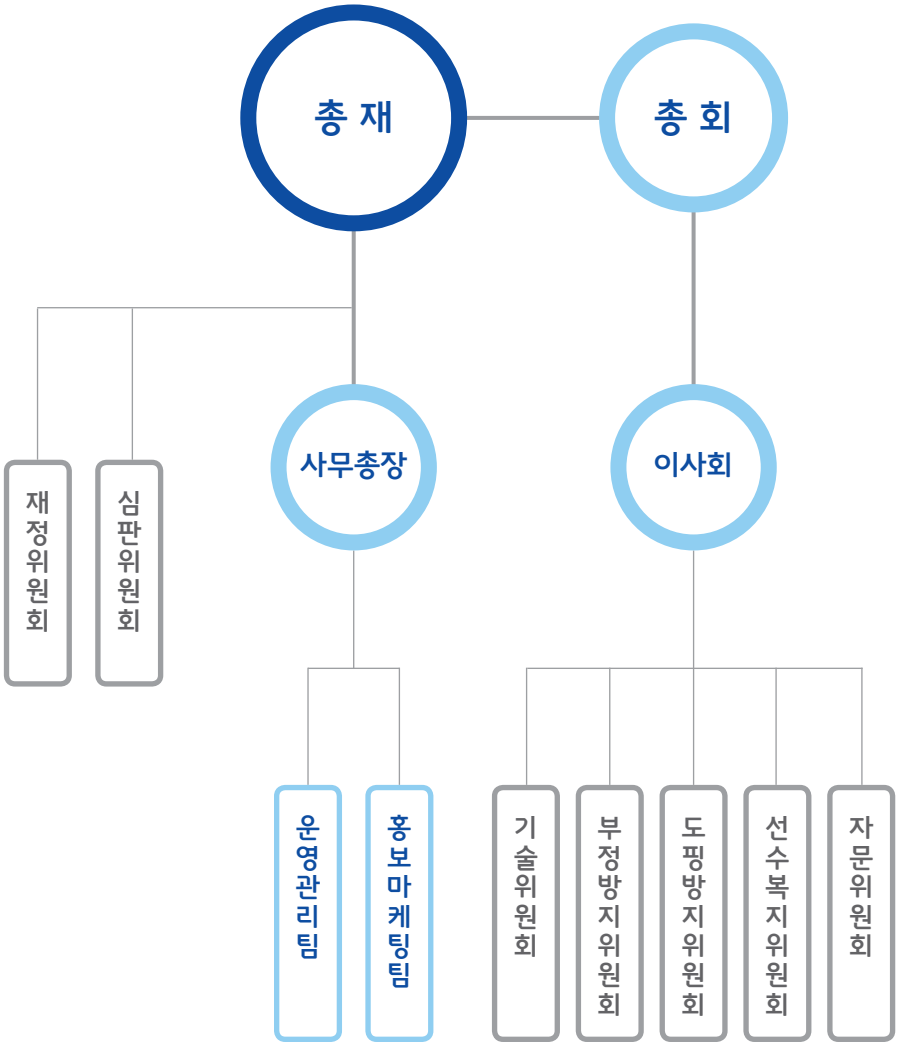 총 재
총 회
사무총장
이사회
재정위원회
심판위원회
운영관리팀
홍보마케팅팀
기술위원회
부정방지위원회
도핑방지위원회
선수복지위원회
자문위원회